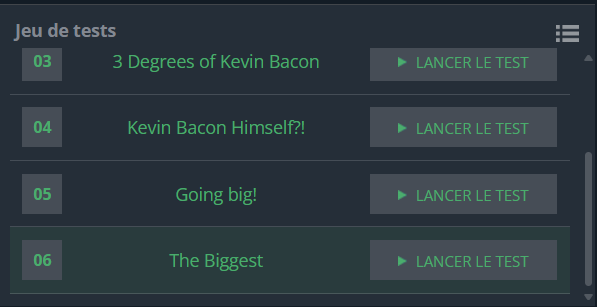 Jeu de tests
03 3 Degrees of Kevin Bacon LANCER LE TEST
04 Kevin Bacon Himself?! LANCER LE TEST
05 Going big! LANCER LE TEST
06 The Biggest LANCER LE TEST